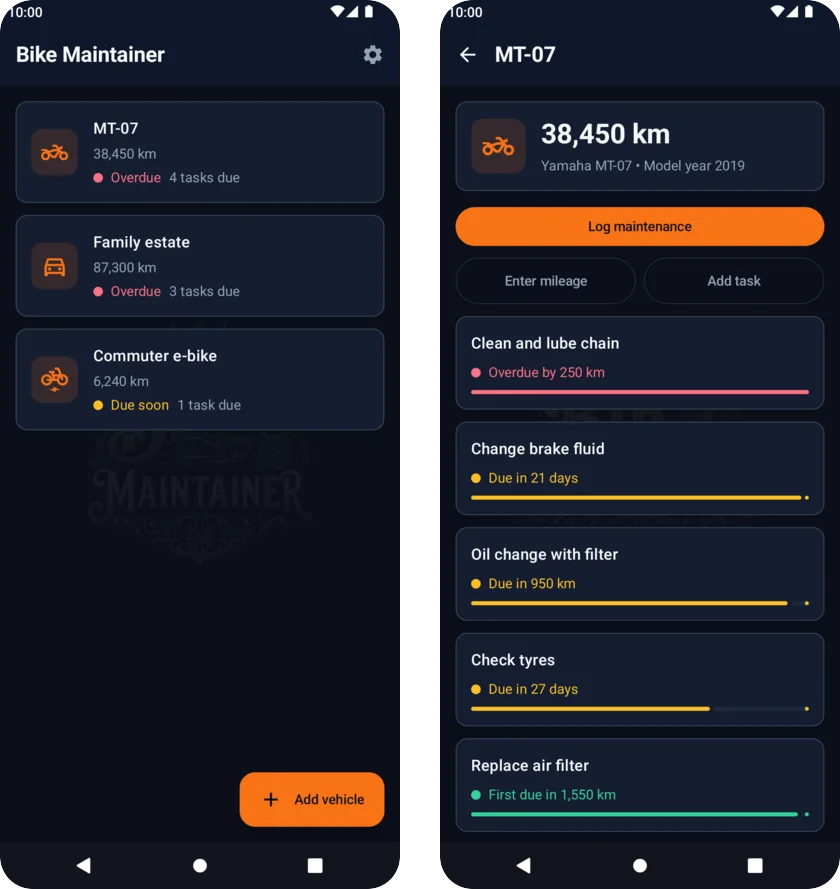 10:00
Bike Maintainer
MT-07
38,450 km
Overdue 4 tasks due
Family estate
87,300 km
Overdue 3 tasks due
Commuter e-bike
6,240 km
Due soon 1 task due
MAINTAINER
Add vehicle
10:00
MT-07
38,450 km
Yamaha MT-07 • Model year 2019
Log maintenance
Enter mileage
Add task
Clean and lube chain
Overdue by 250 km
Change brake fluid
Due in 21 days
Oil change with filter
Due in 950 km
Check tyres
Due in 27 days
Replace air filter
First due in 1,550 km